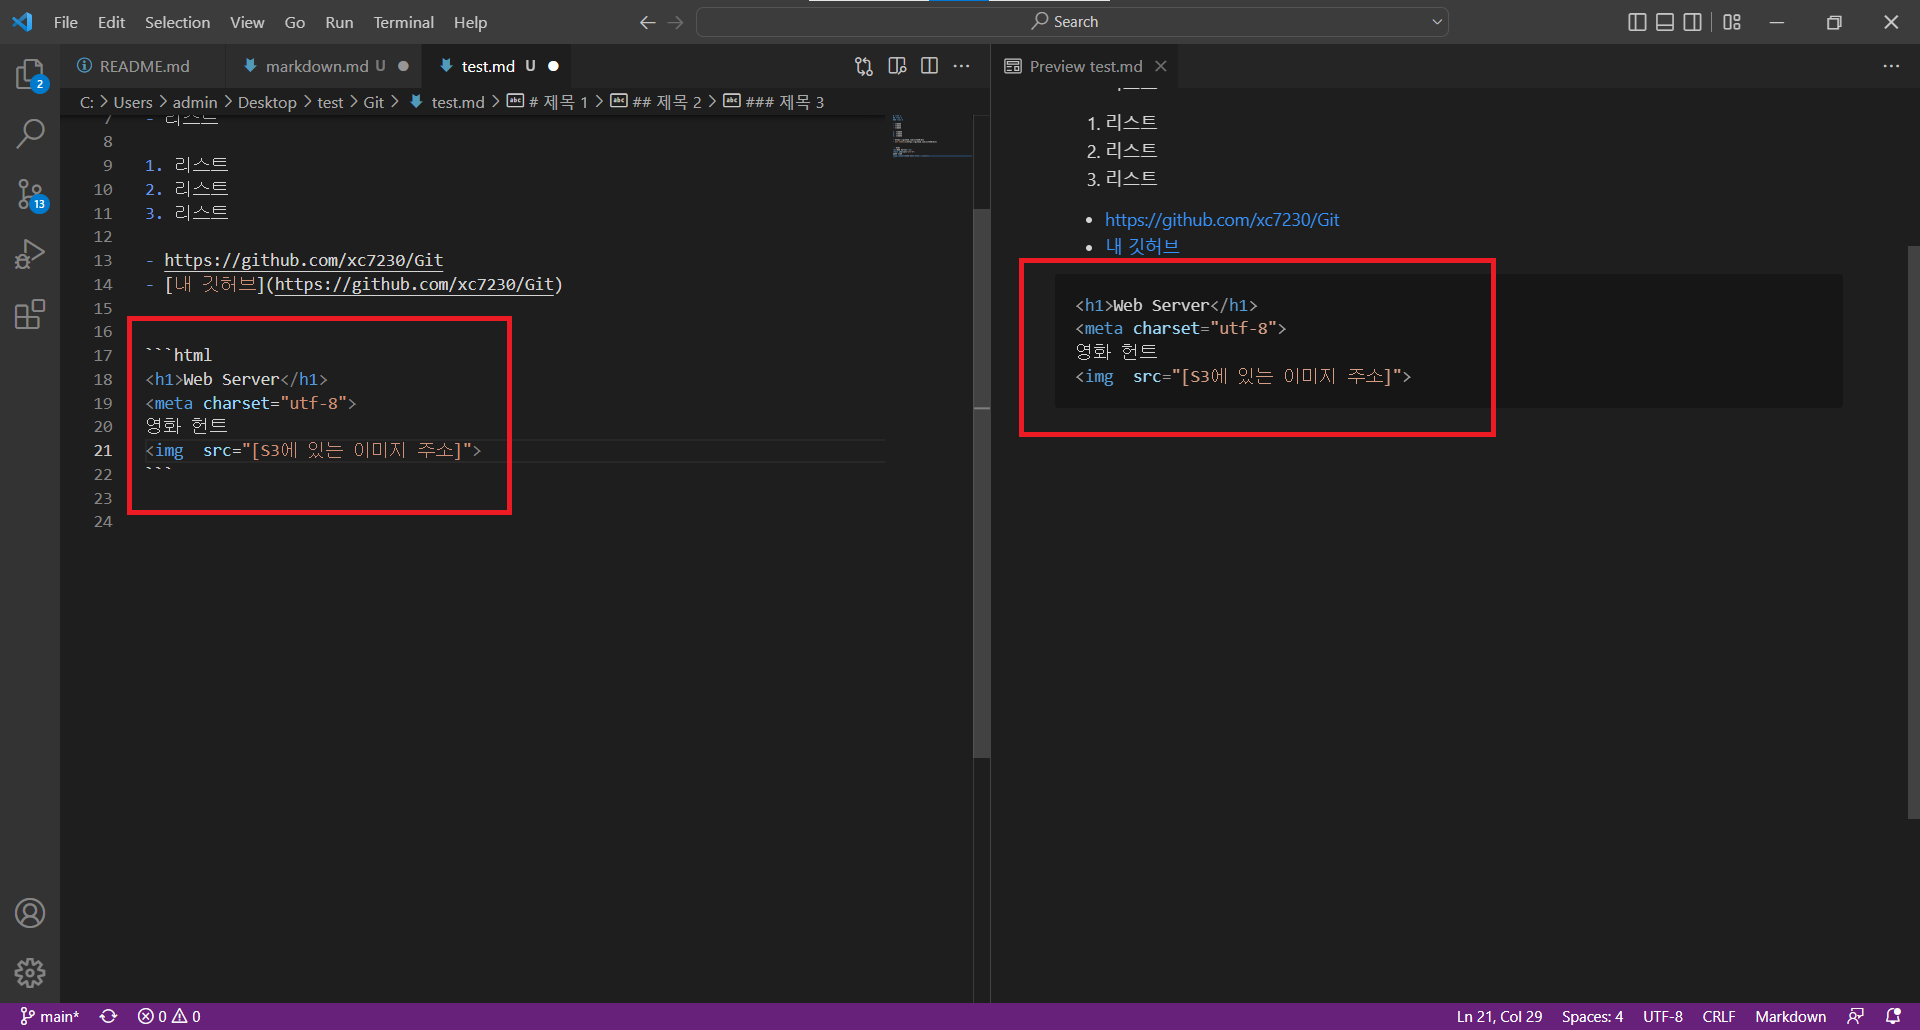 File Edit Selection View Go Run Terminal Help
Search
README.md
markdown.md U
test.md U
Preview test.md
C: > Users > admin > Desktop > test > Git > test.md > # 제목 1 > ## 제목 2 > ### 제목 3
7 - 리스트
8
9 1. 리스트
10 2. 리스트
11 3. 리스트
12
13 - https://github.com/xc7230/Git
14 - [내 깃허브](https://github.com/xc7230/Git)
15
16
17 ```html
18 <h1>Web Server</h1>
19 <meta charset="utf-8">
20 영화 헌트
21 <img  src="[S3에 있는 이미지 주소]">
22 ```
23
24
1. 리스트
2. 리스트
3. 리스트
• https://github.com/xc7230/Git
• 내 깃허브
<h1>Web Server</h1>
<meta charset="utf-8">
영화 헌트
<img  src="[S3에 있는 이미지 주소]">
2
13
main* 0 0
Ln 21, Col 29 Spaces: 4 UTF-8 CRLF Markdown